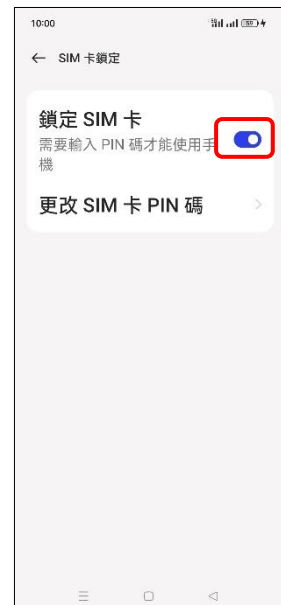 10:00
← SIM 卡鎖定
鎖定 SIM 卡
需要輸入 PIN 碼才能使用手
機
更改 SIM 卡 PIN 碼